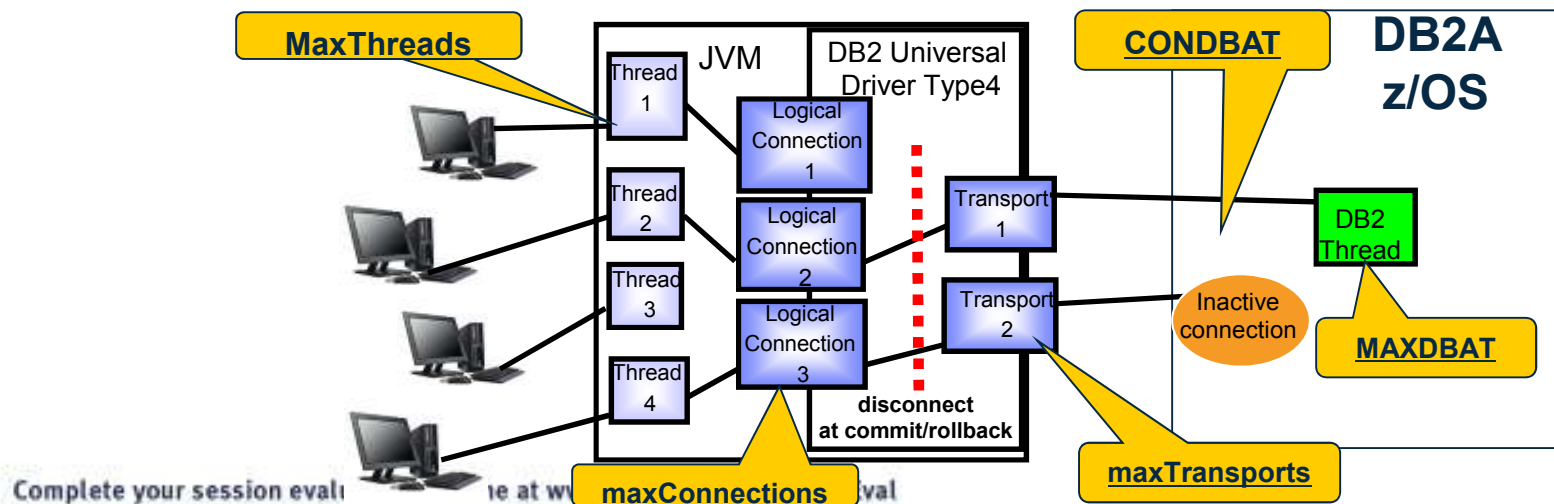 MaxThreads
JVM
DB2 Universal
Driver Type4
CONDBAT
DB2A
z/OS
Thread
1
Logical
Connection
1
Thread
2
Logical
Connection
2
Transport
1
DB2
Thread
Thread
3
Logical
Connection
3
Transport
2
Inactive
connection
MAXDBAT
Thread
4
disconnect
at commit/rollback
maxConnections
maxTransports
Complete your session at